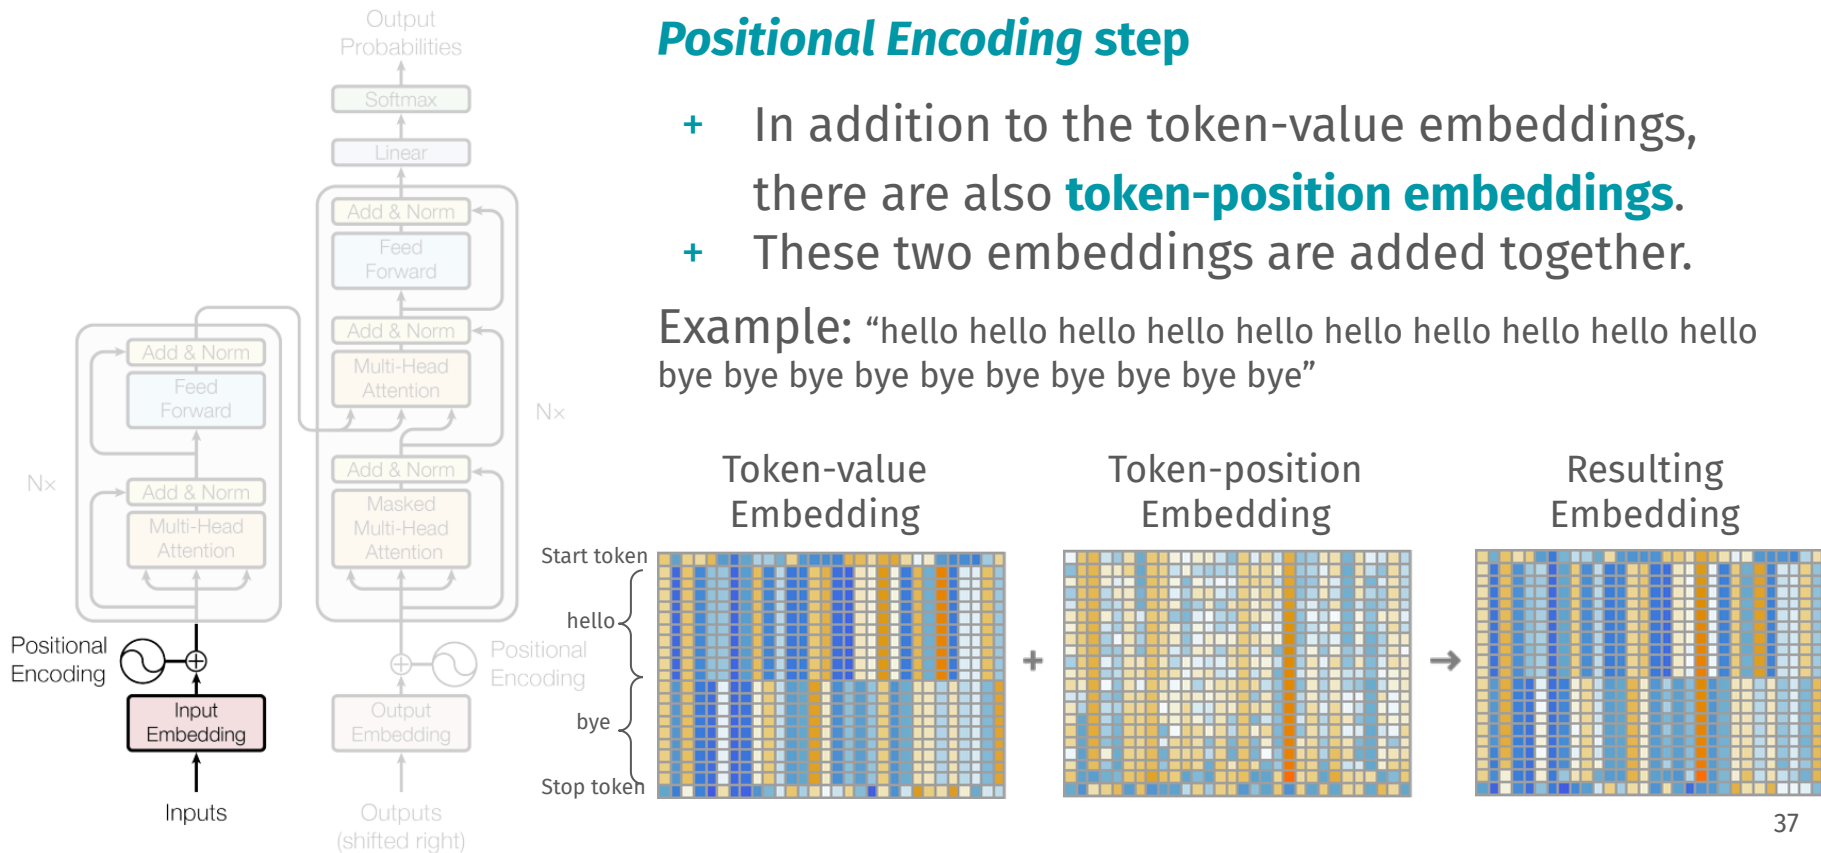 Positional Encoding step
+ In addition to the token-value embeddings,
there are also token-position embeddings.
+ These two embeddings are added together.
Example: “hello hello hello hello hello hello hello hello hello hello
bye bye bye bye bye bye bye bye bye bye”
Output
Probabilities
Softmax
Linear
Add & Norm
Feed
Forward
Add & Norm
Multi-Head
Attention
Add & Norm
Masked
Multi-Head
Attention
N×
Positional
Encoding
Output
Embedding
Outputs
(shifted right)
Add & Norm
Feed
Forward
Add & Norm
Multi-Head
Attention
N×
Positional
Encoding
Input
Embedding
Inputs
Token-value
Embedding
Start token
hello
bye
Stop token
+
Token-position
Embedding
→
Resulting
Embedding
37